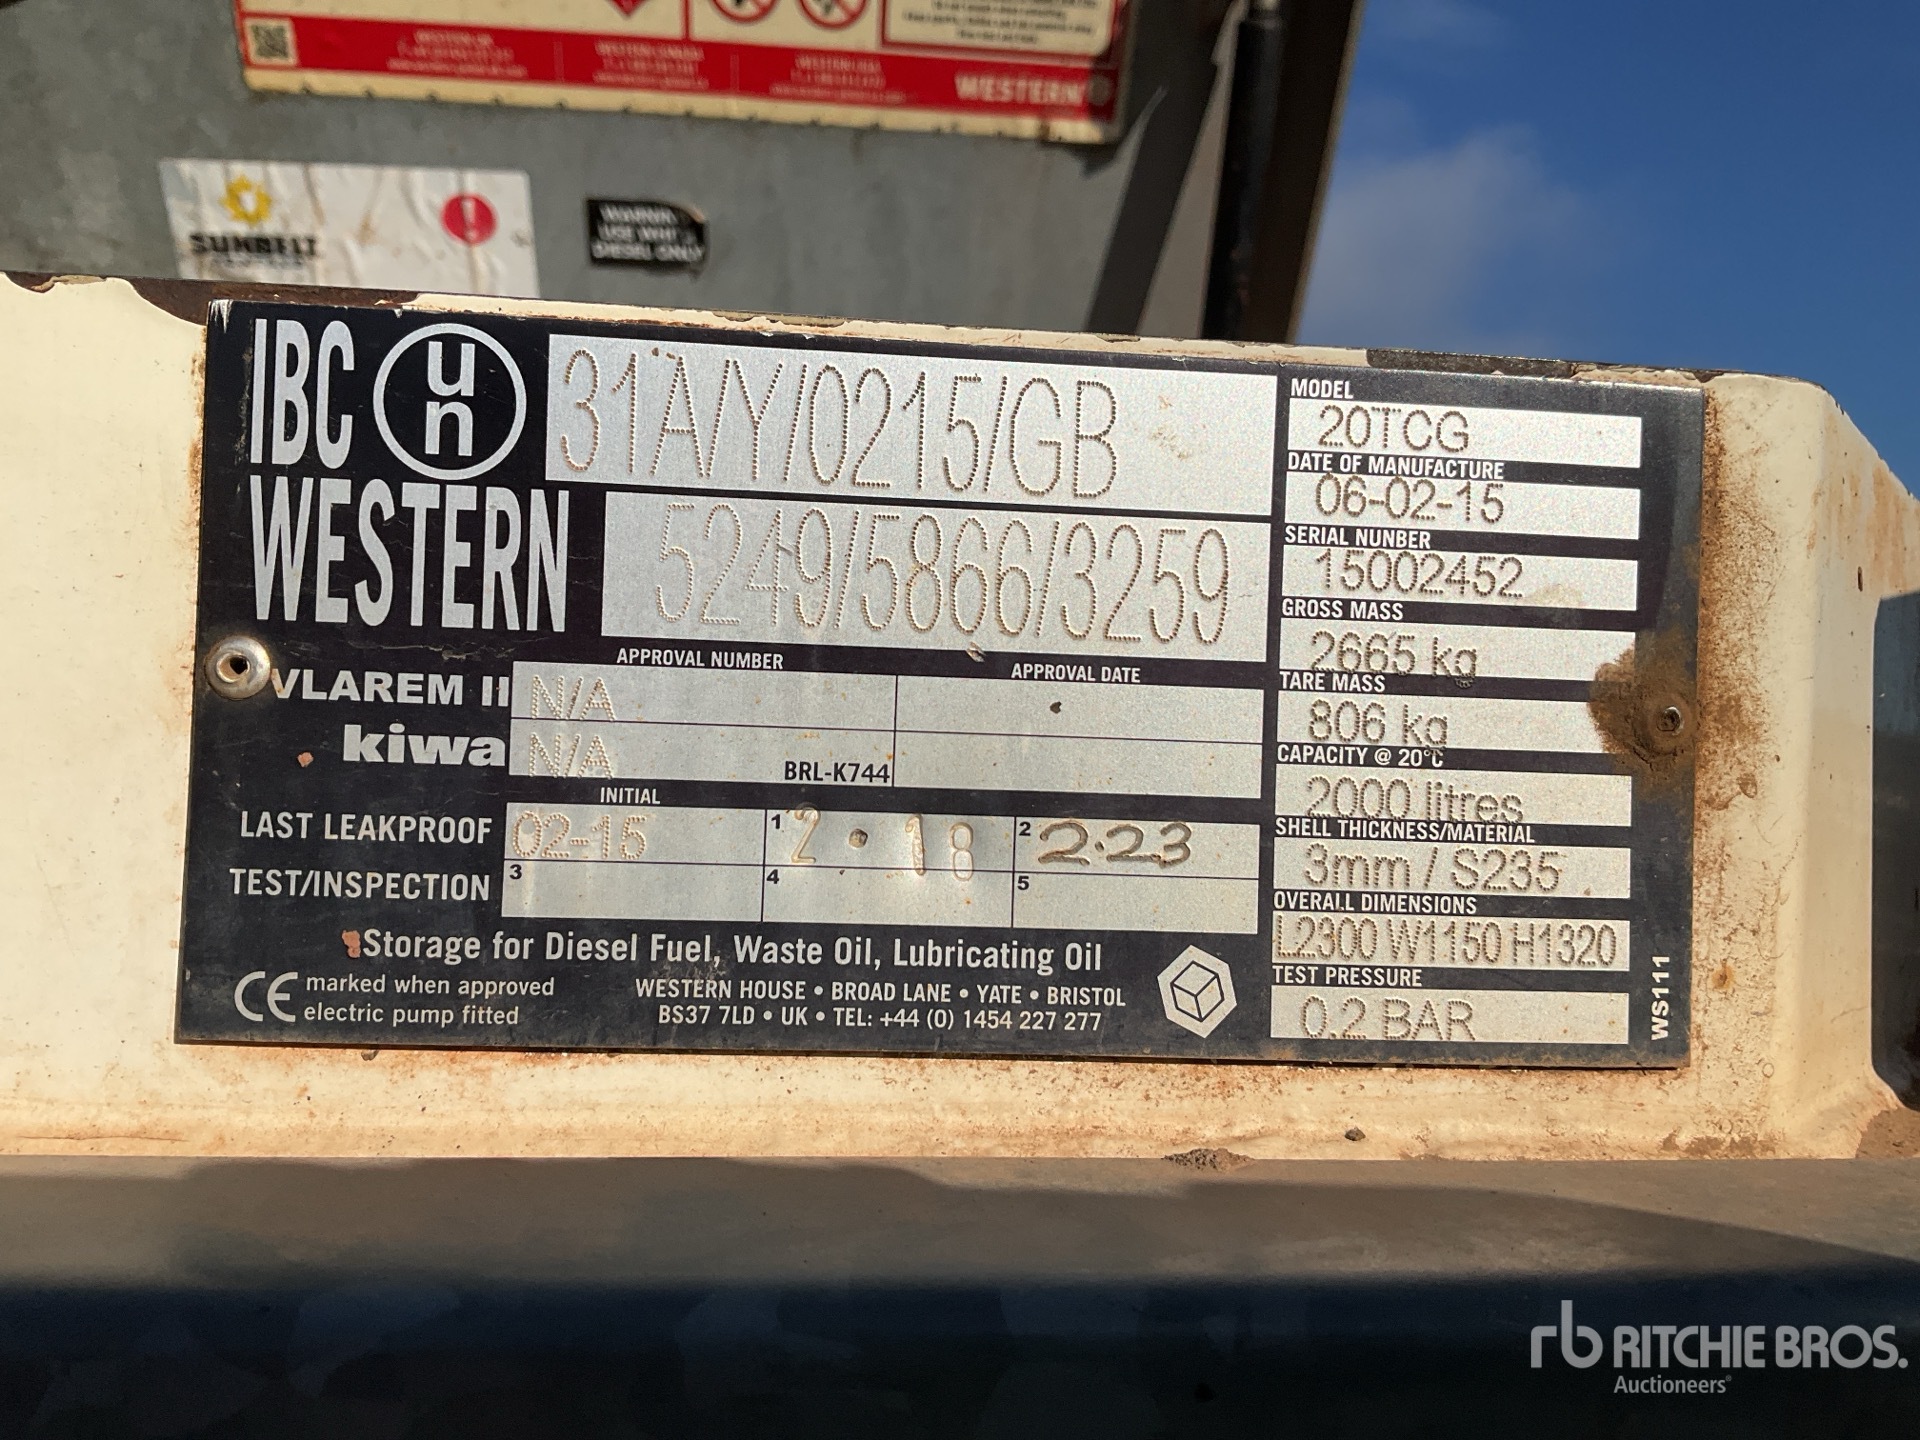 WESTERN
SUNBELT
WARNING
DIESEL ONLY
IBC un 31A/Y/0215/GB
WESTERN 5249/5866/3259
APPROVAL NUMBER APPROVAL DATE
VLAREM II N/A
kiwa N/A BRL-K744
INITIAL
LAST LEAKPROOF 02-15 1 2 • 18 2 2·23
TEST/INSPECTION 3 4 5
Storage for Diesel Fuel, Waste Oil, Lubricating Oil
CE marked when approved
electric pump fitted
WESTERN HOUSE • BROAD LANE • YATE • BRISTOL
BS37 7LD • UK • TEL: +44 (0) 1454 227 277
MODEL
20TCG
DATE OF MANUFACTURE
06-02-15
SERIAL NUNBER
15002452
GROSS MASS
2665 kg
TARE MASS
806 kg
CAPACITY @ 20°C
2000 litres
SHELL THICKNESS/MATERIAL
3mm / S235
OVERALL DIMENSIONS
L2300 W1150 H1320
TEST PRESSURE
0.2 BAR
WS111
rb RITCHIE BROS.
Auctioneers